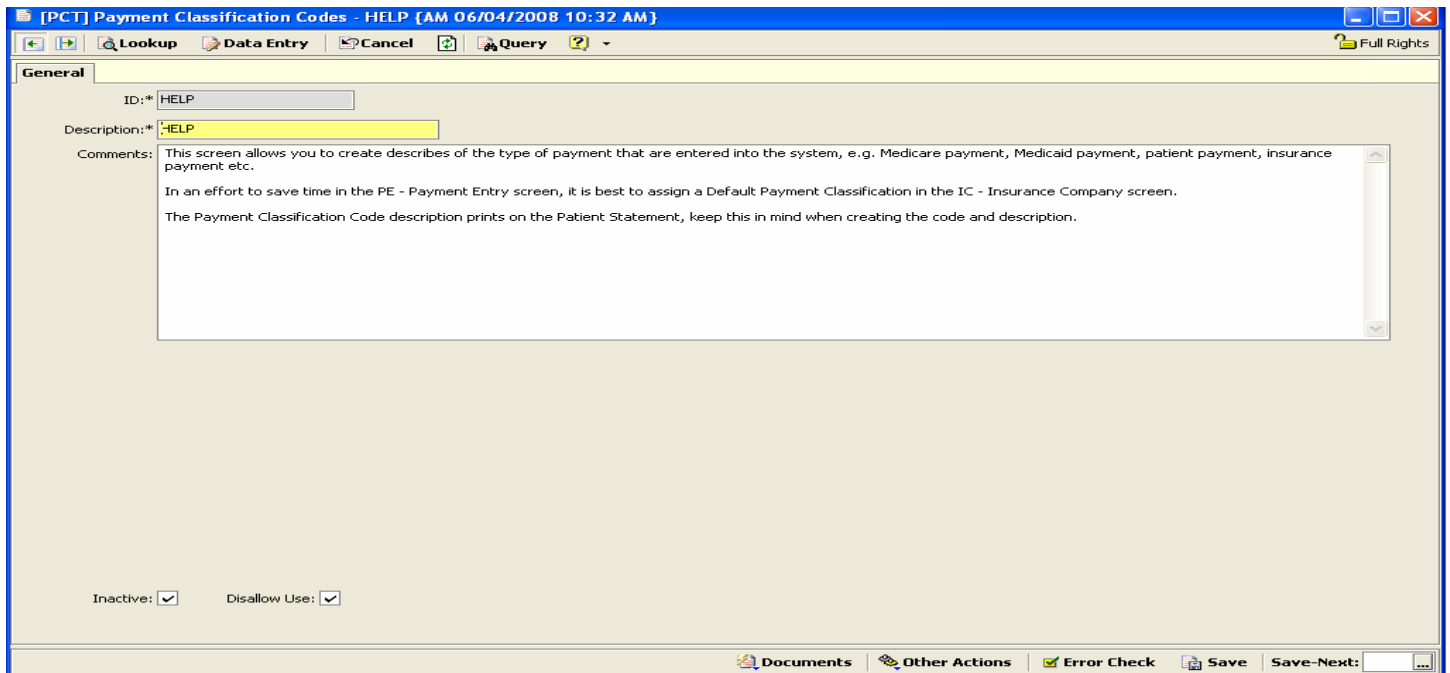 [PCT] Payment Classification Codes - HELP {AM 06/04/2008 10:32 AM}
Lookup Data Entry Cancel Query Full Rights
General
ID:* HELP
Description:* HELP
Comments: This screen allows you to create describes of the type of payment that are entered into the system, e.g. Medicare payment, Medicaid payment, patient payment, insurance
payment etc.
In an effort to save time in the PE - Payment Entry screen, it is best to assign a Default Payment Classification in the IC - Insurance Company screen.
The Payment Classification Code description prints on the Patient Statement, keep this in mind when creating the code and description.
Inactive: Disallow Use:
Documents Other Actions Error Check Save Save-Next: ...